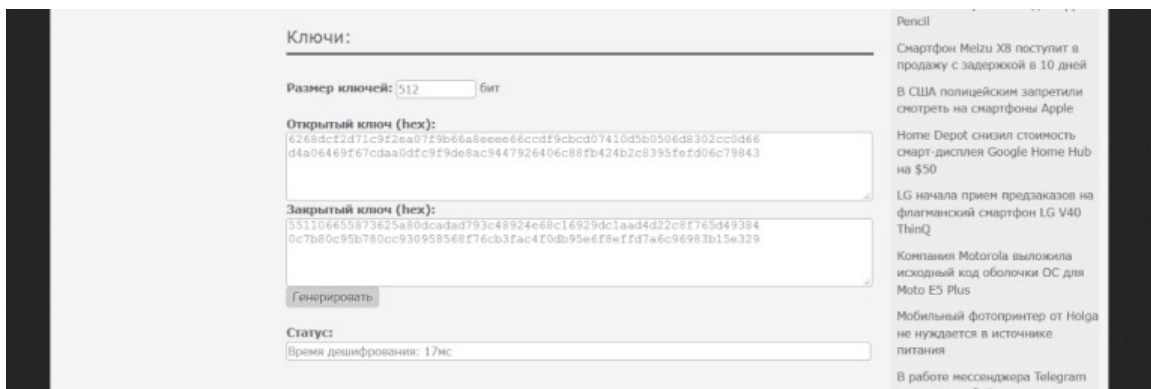 Ключи:
Размер ключей: 512 бит
Открытый ключ (hex):
6268dcf2d71c9f2ea07f9b66a8eeee66ccdf9cbcd07410d5b0506d8302cc0d66
d4a06469f67cdaa0dfc9f9de8ac9447926406c88fb424b2c8395fefd06c79843
Закрытый ключ (hex):
551106655873625a80dcadad793c48924e68c16929dc1aad4d22c8f765d49384
0c7b80c95b780cc930958568f76cb3fac4f0db95e6f8effd7a6c96983b15e329
Генерировать
Статус:
Время дешифрования: 17мс
Pencil
Смартфон Meizu X8 поступит в
продажу с задержкой в 10 дней
В США полицейским запретили
смотреть на смартфоны Apple
Home Depot снизил стоимость
смарт-дисплея Google Home Hub
на $50
LG начала прием предзаказов на
флагманский смартфон LG V40
ThinQ
Компания Motorola выложила
исходный код оболочки ОС для
Moto E5 Plus
Мобильный фотопринтер от Holga
не нуждается в источнике
питания
В работе мессенджера Telegram